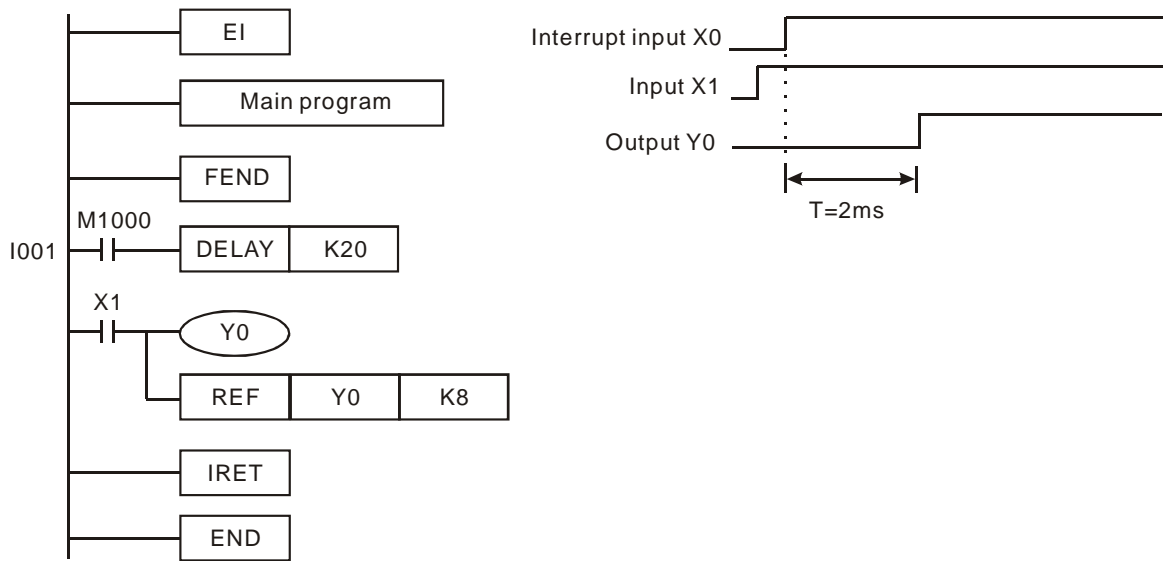 EI
Main program
FEND
M1000
I001
DELAY K20
X1
Y0
REF Y0 K8
IRET
END
Interrupt input X0
Input X1
Output Y0
T=2ms